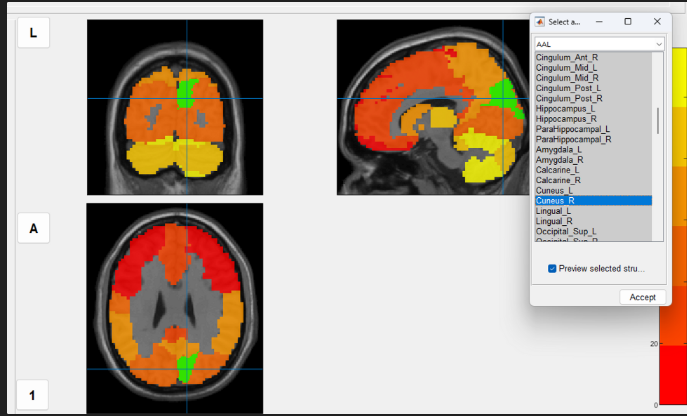 L
Select a...
AAL
Cingulum_Ant_R
Cingulum_Mid_L
Cingulum_Mid_R
Cingulum_Post_L
Cingulum_Post_R
Hippocampus_L
Hippocampus_R
ParaHippocampal_L
ParaHippocampal_R
Amygdala_L
Amygdala_R
Calcarine_L
Calcarine_R
Cuneus_L
Cuneus_R
Lingual_L
Lingual_R
Occipital_Sup_L
Occipital_Sup_R
Preview selected stru...
Accept
A
1
20
0